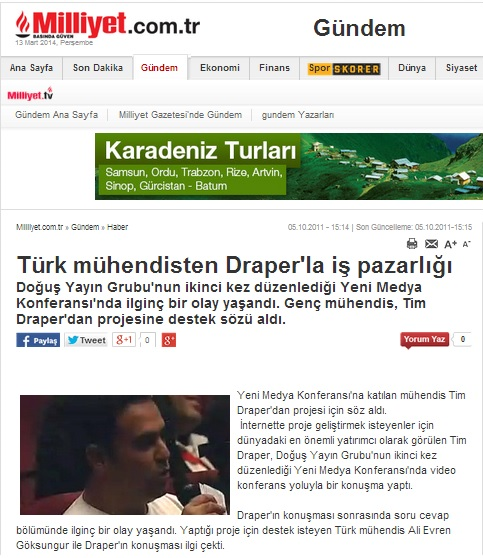 Milliyet.com.tr
BASINDA GÜVEN
13 Mart 2014, Perşembe
Gündem
Ana Sayfa Son Dakika Gündem Ekonomi Finans Spor SKORER Dünya Siyaset
Milliyet.tv
Gündem Ana Sayfa Milliyet Gazetesi'nde Gündem gundem Yazarları
Karadeniz Turları
Samsun, Ordu, Trabzon, Rize, Artvin,
Sinop, Gürcistan - Batum
Milliyet.com.tr » Gündem » Haber 05.10.2011 - 15:14 | Son Güncelleme: 05.10.2011-15:15
A+ A-
Türk mühendisten Draper'la iş pazarlığı
Doğuş Yayın Grubu'nun ikinci kez düzenlediği Yeni Medya
Konferansı'nda ilginç bir olay yaşandı. Genç mühendis, Tim
Draper'dan projesine destek sözü aldı.
Paylaş Tweet +1 0 Yorum Yaz 0
Yeni Medya Konferansı'na katılan mühendis Tim
Draper'dan projesi için söz aldı.
İnternette proje geliştirmek isteyenler için
dünyadaki en önemli yatırımcı olarak görülen Tim
Draper, Doğuş Yayın Grubu'nun ikinci kez
düzenlediği Yeni Medya Konferansı'nda video
konferans yoluyla bir konuşma yaptı.
Draper'ın konuşması sonrasında soru cevap
bölümünde ilginç bir olay yaşandı. Yaptığı proje için destek isteyen Türk mühendis Ali Evren
Göksungur ile Draper'ın konuşması ilgi çekti.